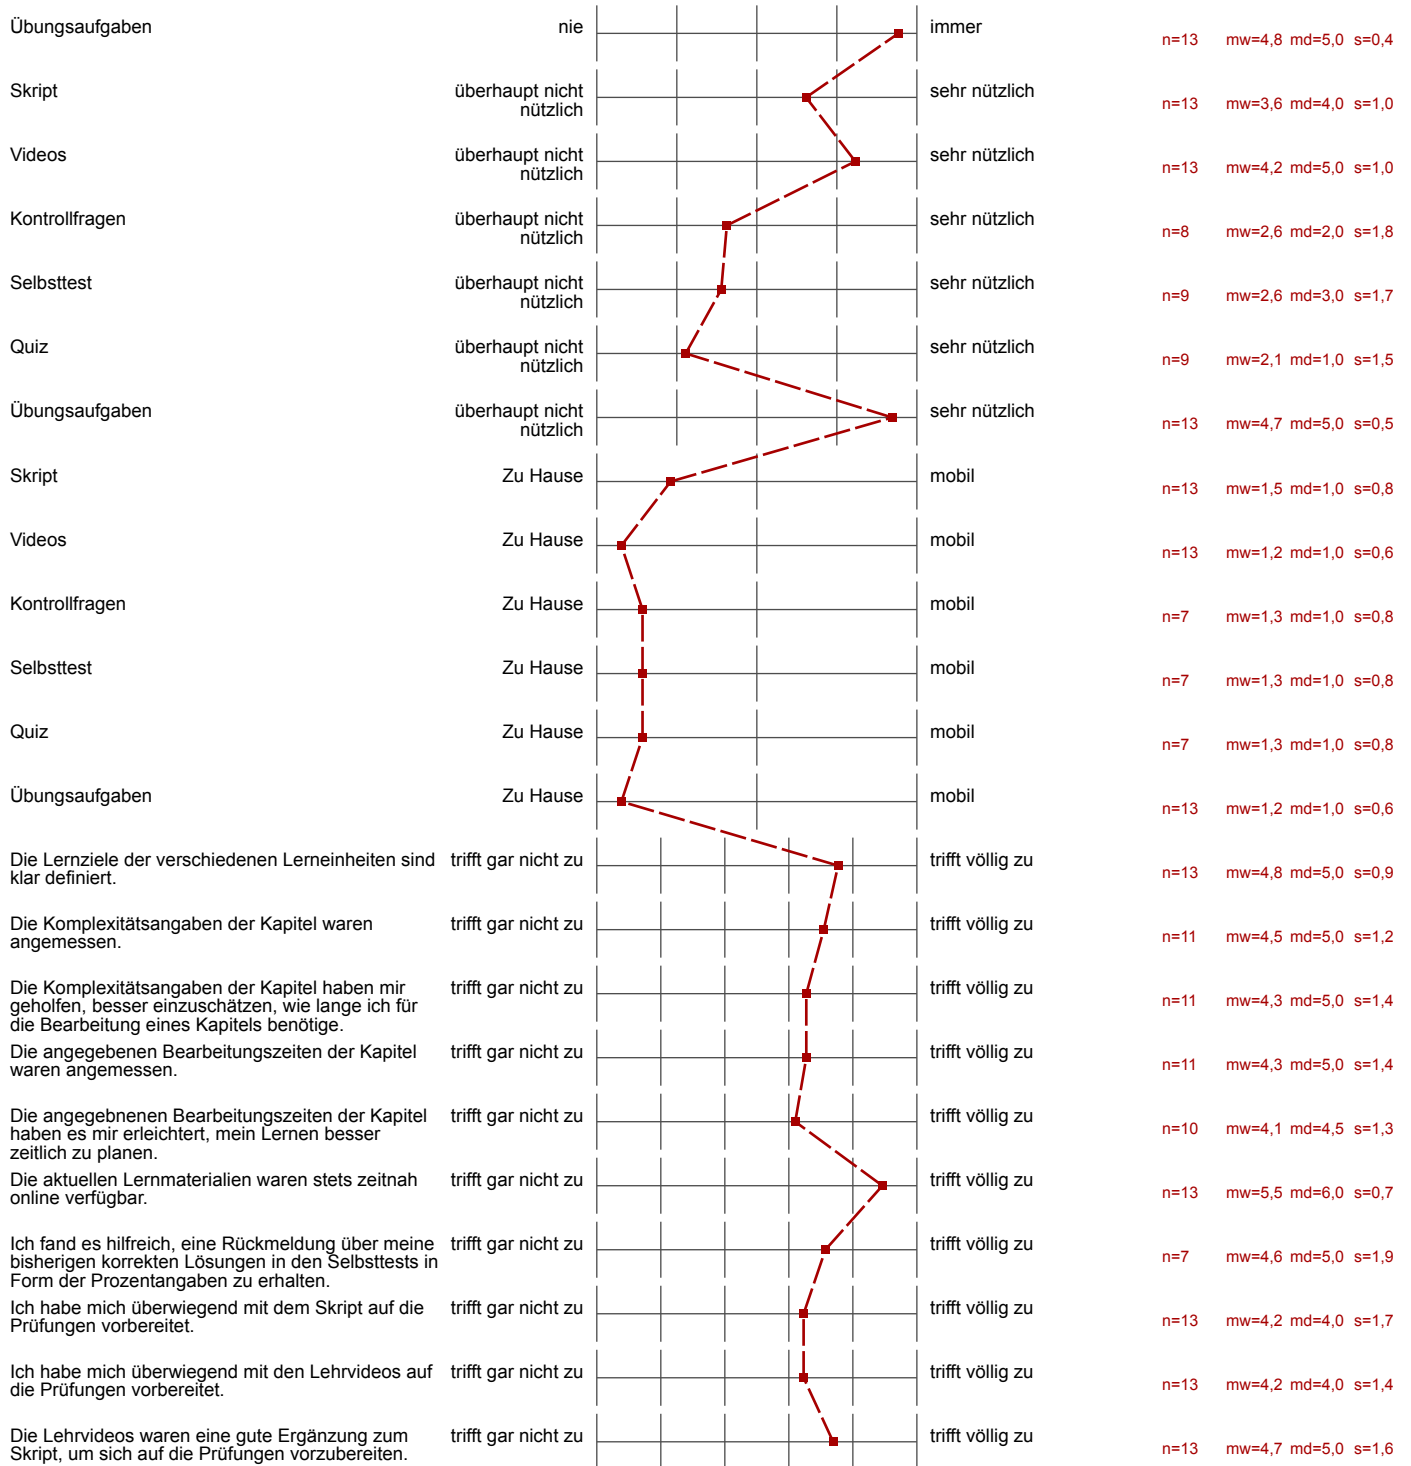 Übungsaufgaben nie immer n=13 mw=4,8 md=5,0 s=0,4
Skript überhaupt nicht nützlich sehr nützlich n=13 mw=3,6 md=4,0 s=1,0
Videos überhaupt nicht nützlich sehr nützlich n=13 mw=4,2 md=5,0 s=1,0
Kontrollfragen überhaupt nicht nützlich sehr nützlich n=8 mw=2,6 md=2,0 s=1,8
Selbsttest überhaupt nicht nützlich sehr nützlich n=9 mw=2,6 md=3,0 s=1,7
Quiz überhaupt nicht nützlich sehr nützlich n=9 mw=2,1 md=1,0 s=1,5
Übungsaufgaben überhaupt nicht nützlich sehr nützlich n=13 mw=4,7 md=5,0 s=0,5
Skript Zu Hause mobil n=13 mw=1,5 md=1,0 s=0,8
Videos Zu Hause mobil n=13 mw=1,2 md=1,0 s=0,6
Kontrollfragen Zu Hause mobil n=7 mw=1,3 md=1,0 s=0,8
Selbsttest Zu Hause mobil n=7 mw=1,3 md=1,0 s=0,8
Quiz Zu Hause mobil n=7 mw=1,3 md=1,0 s=0,8
Übungsaufgaben Zu Hause mobil n=13 mw=1,2 md=1,0 s=0,6
Die Lernziele der verschiedenen Lerneinheiten sind
klar definiert.
trifft gar nicht zu trifft völlig zu n=13 mw=4,8 md=5,0 s=0,9
Die Komplexitätsangaben der Kapitel waren
angemessen.
trifft gar nicht zu trifft völlig zu n=11 mw=4,5 md=5,0 s=1,2
Die Komplexitätsangaben der Kapitel haben mir
geholfen, besser einzuschätzen, wie lange ich für
die Bearbeitung eines Kapitels benötige.
trifft gar nicht zu trifft völlig zu n=11 mw=4,3 md=5,0 s=1,4
Die angegebenen Bearbeitungszeiten der Kapitel
waren angemessen.
trifft gar nicht zu trifft völlig zu n=11 mw=4,3 md=5,0 s=1,4
Die angegebnenen Bearbeitungszeiten der Kapitel
haben es mir erleichtert, mein Lernen besser
zeitlich zu planen.
trifft gar nicht zu trifft völlig zu n=10 mw=4,1 md=4,5 s=1,3
Die aktuellen Lernmaterialien waren stets zeitnah
online verfügbar.
trifft gar nicht zu trifft völlig zu n=13 mw=5,5 md=6,0 s=0,7
Ich fand es hilfreich, eine Rückmeldung über meine
bisherigen korrekten Lösungen in den Selbsttests in
Form der Prozentangaben zu erhalten.
trifft gar nicht zu trifft völlig zu n=7 mw=4,6 md=5,0 s=1,9
Ich habe mich überwiegend mit dem Skript auf die
Prüfungen vorbereitet.
trifft gar nicht zu trifft völlig zu n=13 mw=4,2 md=4,0 s=1,7
Ich habe mich überwiegend mit den Lehrvideos auf
die Prüfungen vorbereitet.
trifft gar nicht zu trifft völlig zu n=13 mw=4,2 md=4,0 s=1,4
Die Lehrvideos waren eine gute Ergänzung zum
Skript, um sich auf die Prüfungen vorzubereiten.
trifft gar nicht zu trifft völlig zu n=13 mw=4,7 md=5,0 s=1,6